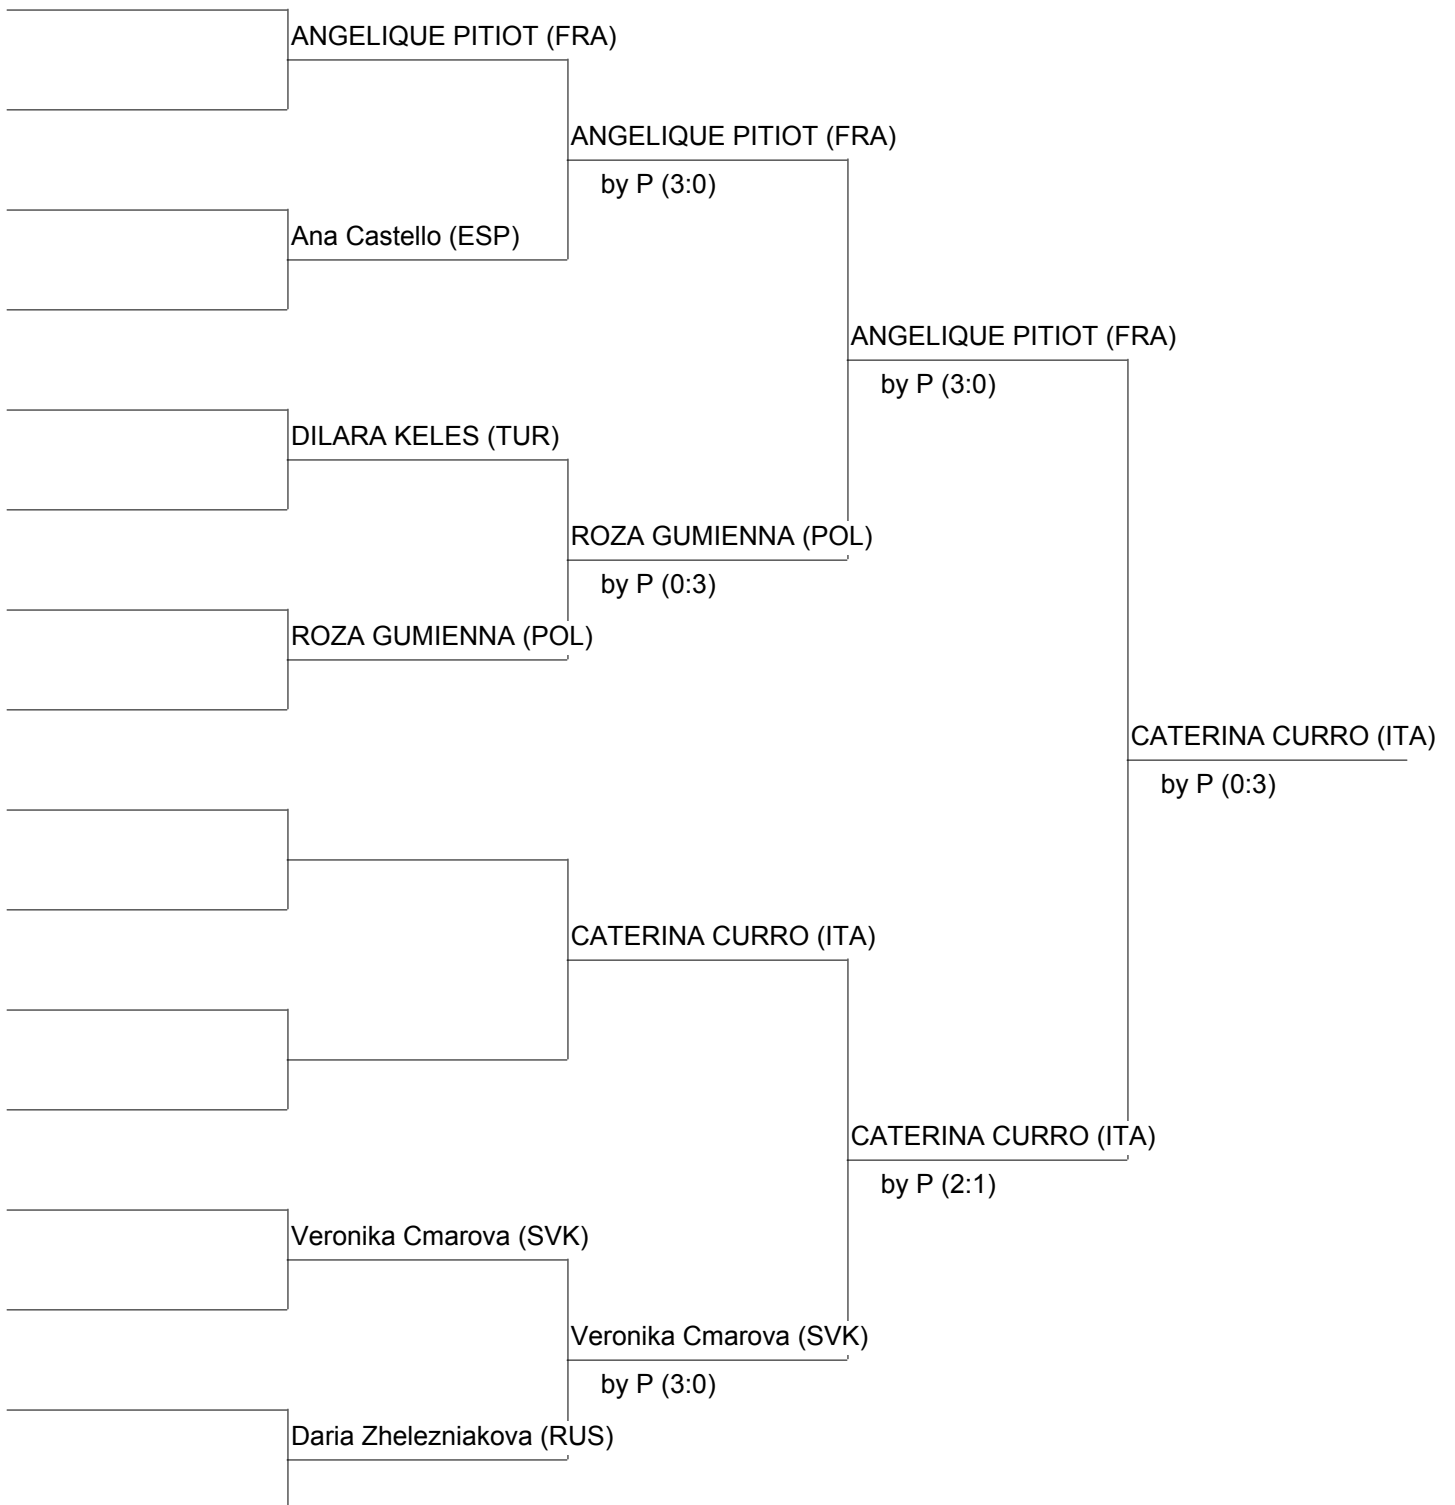 ANGELIQUE PITIOT (FRA)
ANGELIQUE PITIOT (FRA)
by P (3:0)
Ana Castello (ESP)
ANGELIQUE PITIOT (FRA)
by P (3:0)
DILARA KELES (TUR)
ROZA GUMIENNA (POL)
by P (0:3)
ROZA GUMIENNA (POL)
CATERINA CURRO (ITA)
by P (0:3)
CATERINA CURRO (ITA)
CATERINA CURRO (ITA)
by P (2:1)
Veronika Cmarova (SVK)
Veronika Cmarova (SVK)
by P (3:0)
Daria Zhelezniakova (RUS)